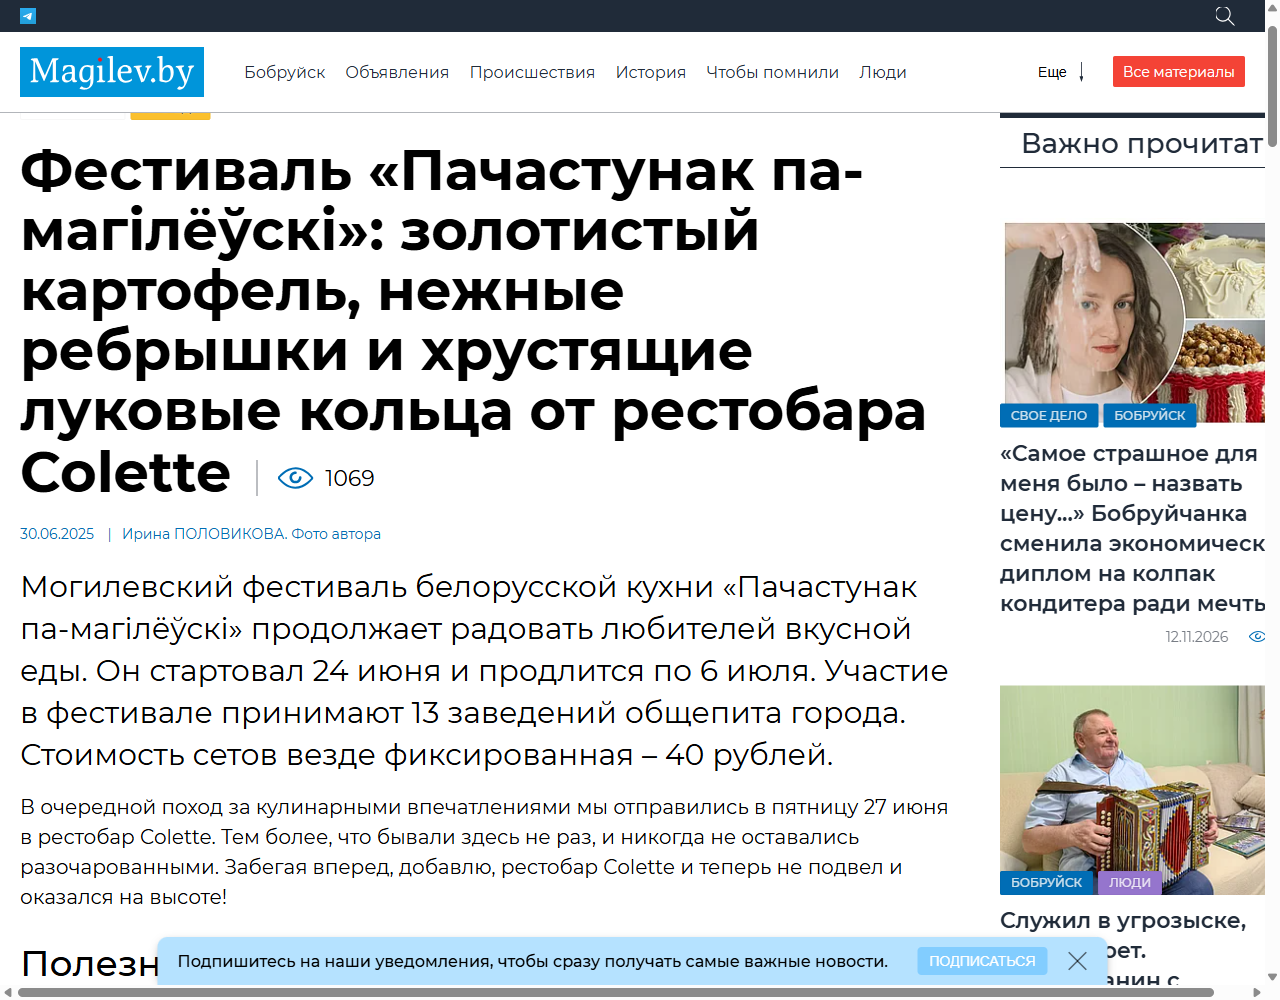 Magilev.by
Бобруйск
Объявления
Происшествия
История
Чтобы помнили
Люди
Еще
Все материалы
Фестиваль «Пачастунак па-
магілёўскі»: золотистый
картофель, нежные
ребрышки и хрустящие
луковые кольца от рестобара
Colette
1069
30.06.2025 | Ирина ПОЛОВИКОВА. Фото автора
Могилевский фестиваль белорусской кухни «Пачастунак
па-магілёўскі» продолжает радовать любителей вкусной
еды. Он стартовал 24 июня и продлится по 6 июля. Участие
в фестивале принимают 13 заведений общепита города.
Стоимость сетов везде фиксированная – 40 рублей.
В очередной поход за кулинарными впечатлениями мы отправились в пятницу 27 июня
в рестобар Colette. Тем более, что бывали здесь не раз, и никогда не оставались
разочарованными. Забегая вперед, добавлю, рестобар Colette и теперь не подвел и
оказался на высоте!
Полезн
Важно прочитат
СВОЕ ДЕЛО
БОБРУЙСК
«Самое страшное для
меня было – назвать
цену…» Бобруйчанка
сменила экономическ
диплом на колпак
кондитера ради мечть
12.11.2026
БОБРУЙСК
ЛЮДИ
Служил в угрозыске,
оет.
анин с
Подпишитесь на наши уведомления, чтобы сразу получать самые важные новости.
ПОДПИСАТЬСЯ